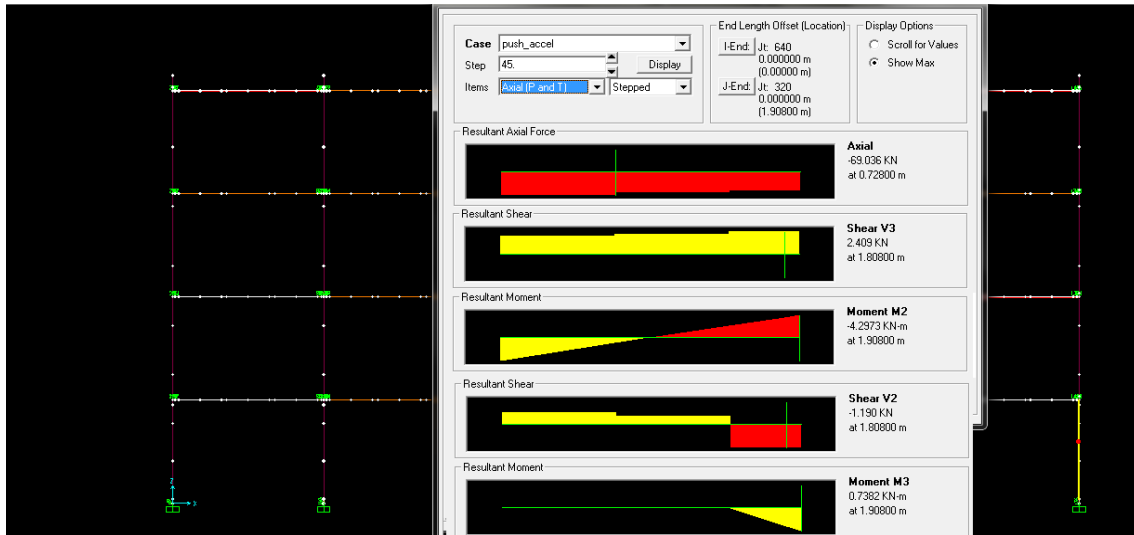 Case push_accel
Step 45. Display
Items Axial (P and T) Stepped
End Length Offset (Location)
I-End: Jt: 640
0.000000 m
(0.00000 m)
J-End: Jt: 320
0.000000 m
(1.90800 m)
Display Options
Scroll for Values
Show Max
Resultant Axial Force
Axial
-69.036 KN
at 0.72800 m
Resultant Shear
Shear V3
2.409 KN
at 1.80800 m
Resultant Moment
Moment M2
-4.2973 KN-m
at 1.90800 m
Resultant Shear
Shear V2
-1.190 KN
at 1.80800 m
Resultant Moment
Moment M3
0.7382 KN-m
at 1.90800 m